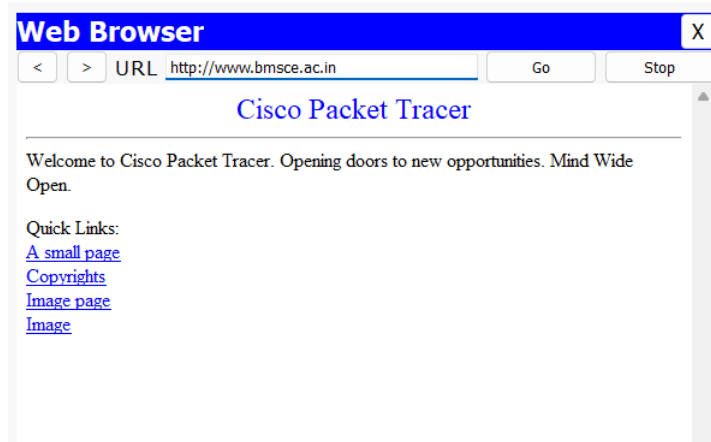 Web Browser X
< > URL http://www.bmsce.ac.in Go Stop
Cisco Packet Tracer
Welcome to Cisco Packet Tracer. Opening doors to new opportunities. Mind Wide
Open.
Quick Links:
A small page
Copyrights
Image page
Image